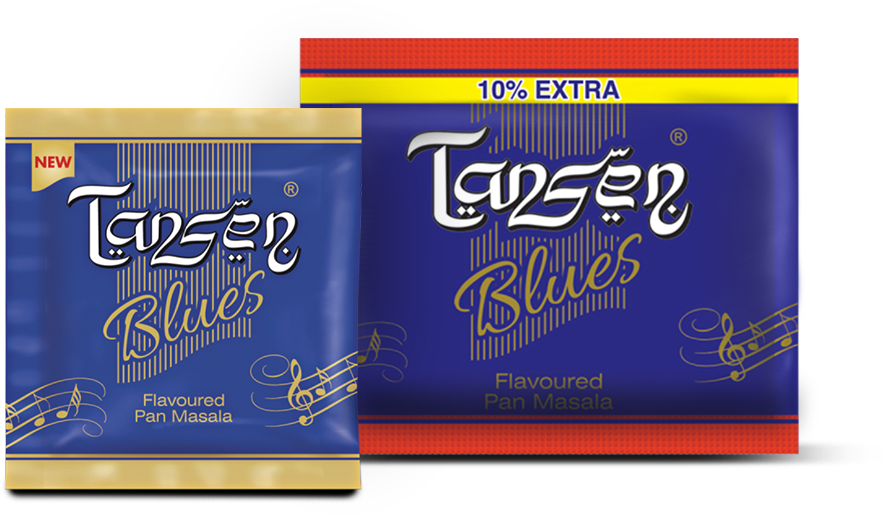 NEW
Tansen®
Blues
Flavoured
Pan Masala
10% EXTRA
Tansen®
Blues
Flavoured
Pan Masala